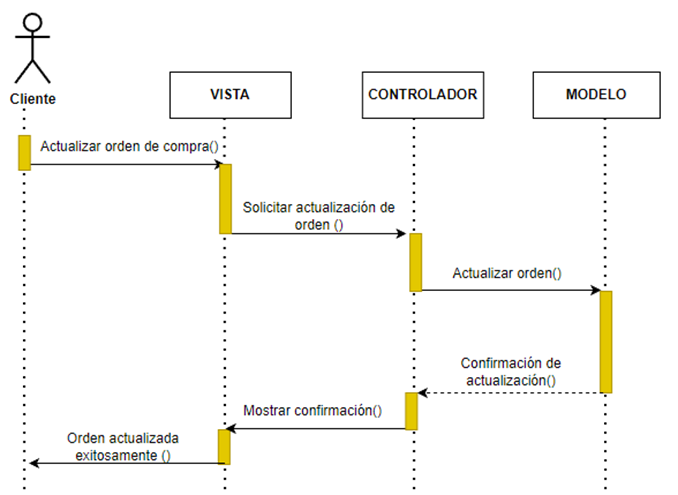 Cliente
VISTA
CONTROLADOR
MODELO
Actualizar orden de compra()
Solicitar actualización de
orden ()
Actualizar orden()
Confirmación de
actualización()
Mostrar confirmación()
Orden actualizada
exitosamente ()